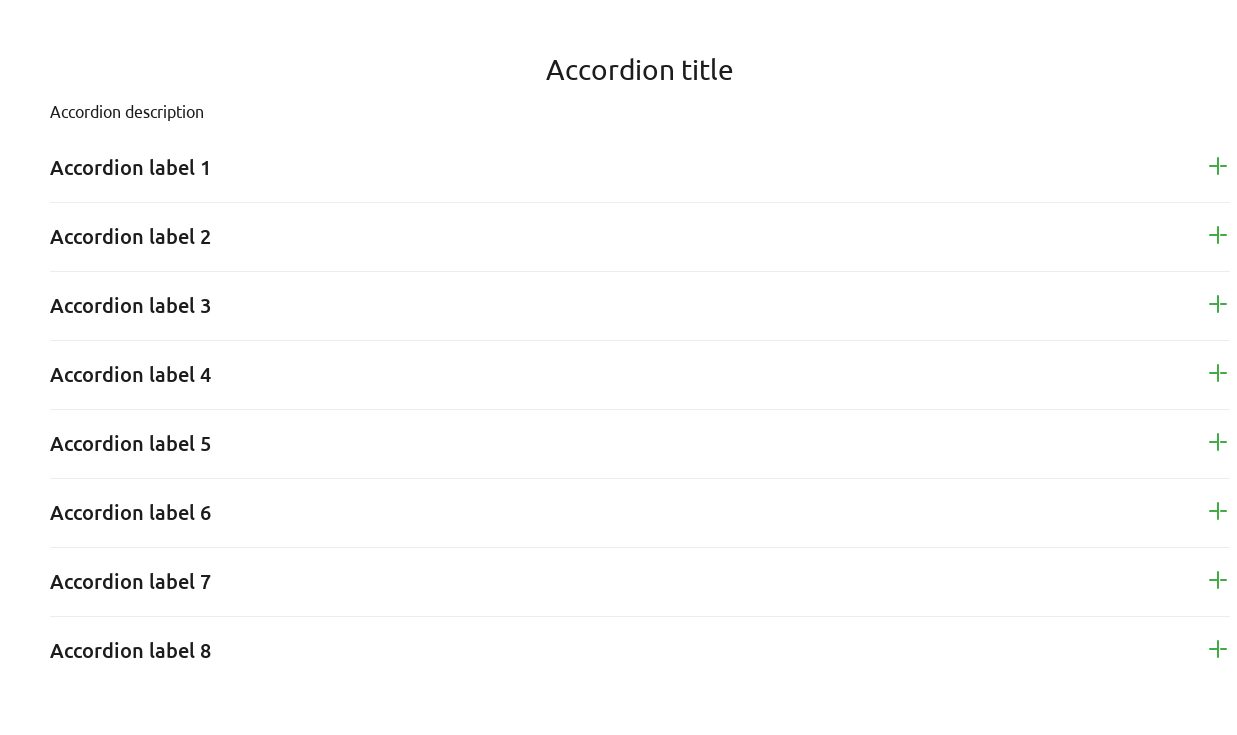 Accordion title
Accordion description
Accordion label 1
Accordion label 2
Accordion label 3
Accordion label 4
Accordion label 5
Accordion label 6
Accordion label 7
Accordion label 8